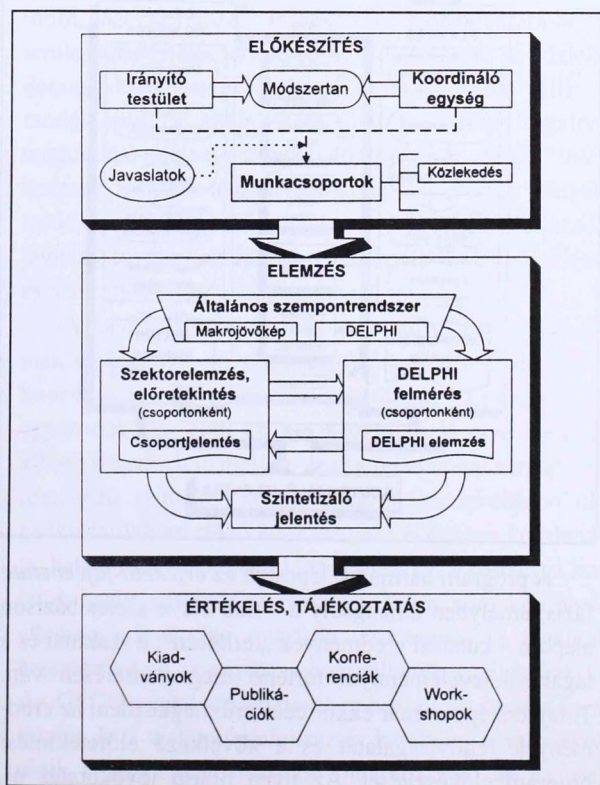 ELŐKÉSZÍTÉS
Irányító
testület
Módszertan
Koordináló
egység
Javaslatok
Munkacsoportok
Közlekedés
ELEMZÉS
Általános szempontrendszer
Makrojövőkép
DELPHI
Szektorelemzés,
előretekintés
(csoportonként)
Csoportjelentés
DELPHI
felmérés
(csoportonként)
DELPHI elemzés
Szintetizáló
jelentés
ÉRTÉKELÉS, TÁJÉKOZTATÁS
Kiad-
ványok
Publiká-
ciók
Konfe-
renciák
Work-
shopok